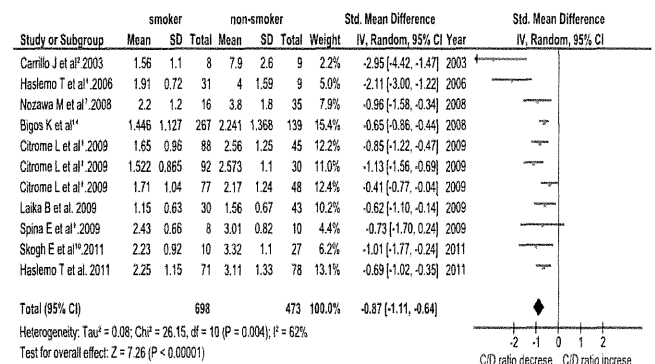 smoker non-smoker Std. Mean Difference Std. Mean Difference
Study or Subgroup Mean SD Total Mean SD Total Weight IV, Random, 95% CI Year IV, Random, 95% CI
Carrillo J et al².2003 1.56 1.1 8 7.9 2.6 9 2.2% -2.95 [-4.42, -1.47] 2003
Haslemo T et al¹.2006 1.91 0.72 31 4 1.59 9 6.0% -2.11 [-3.00, -1.22] 2006
Nozawa M et al⁷.2008 2.2 1.2 16 3.8 1.8 35 9.5% -0.96 [-1.58, -0.34] 2008
Bigos K et al¹⁴ 1.446 1.127 267 2.241 1.368 139 15.4% -0.65 [-0.86, -0.44] 2008
Citrome L et al⁸.2009 1.65 0.96 88 2.56 1.25 45 12.9% -0.85 [-1.22, -0.47] 2009
Citrome L et al⁸.2009 1.522 0.865 92 2.573 1.1 30 12.1% -1.13 [-1.56, -0.69] 2009
Citrome L et al⁸.2009 1.71 1.04 77 2.17 1.24 48 13.0% -0.41 [-0.77, -0.04] 2009
Laika B et al. 2009 1.15 0.63 30 1.56 0.67 43 11.4% -0.62 [-1.10, -0.14] 2009
Spina E et al⁹.2009 2.43 0.66 8 3.01 0.82 10 5.5% -0.73 [-1.70, 0.24] 2009
Skogh E et al¹⁰.2011 2.23 0.92 10 3.32 1.1 27 7.7% -1.01 [-1.77, -0.24] 2011
Haslemo T et al. 2011 2.25 1.15 71 3.11 1.33 78 13.1% -0.69 [-1.02, -0.35] 2011
Total (95% CI) 698 473 100.0% -0.87 [-1.11, -0.64]
Heterogeneity: Tau² = 0.08; Chi² = 26.15, df = 10 (P = 0.004); I² = 62%
Test for overall effect: Z = 7.26 (P < 0.00001)
-2 -1 0 1 2
C/D ratio decrese C/D ratio increse